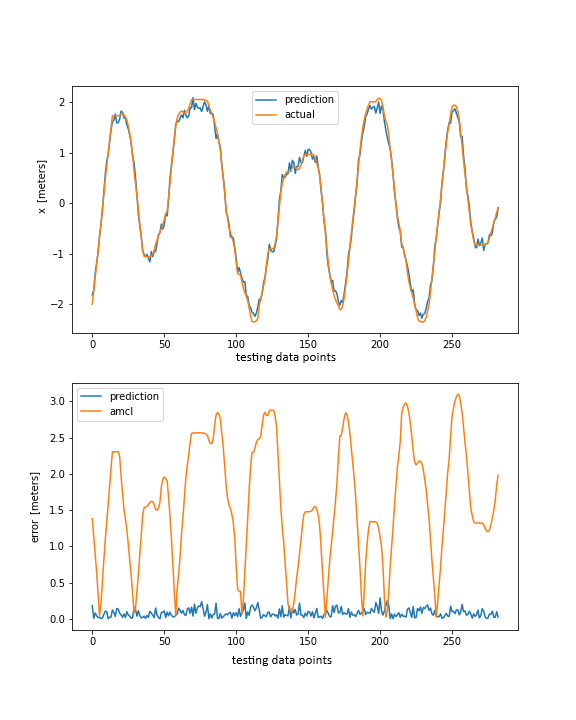 2
1
0
−1
−2
x [meters]
prediction
actual
0 50 100 150 200 250
testing data points
3.0
2.5
2.0
1.5
1.0
0.5
0.0
error [meters]
prediction
amcl
0 50 100 150 200 250
testing data points